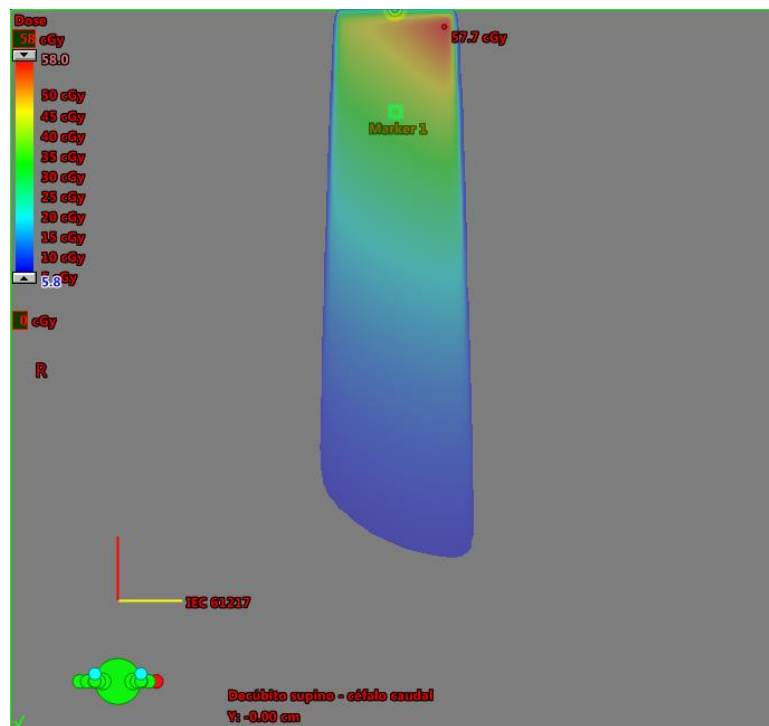 Dose
58 cGy
58.0
57.7 cGy
50 cGy
45 cGy
40 cGy
35 cGy
30 cGy
25 cGy
20 cGy
15 cGy
10 cGy
cGy
5.8
Marker 1
0 cGy
R
IEC 61217
Decúbito supino - céfalo caudal
Y: -0.00 cm